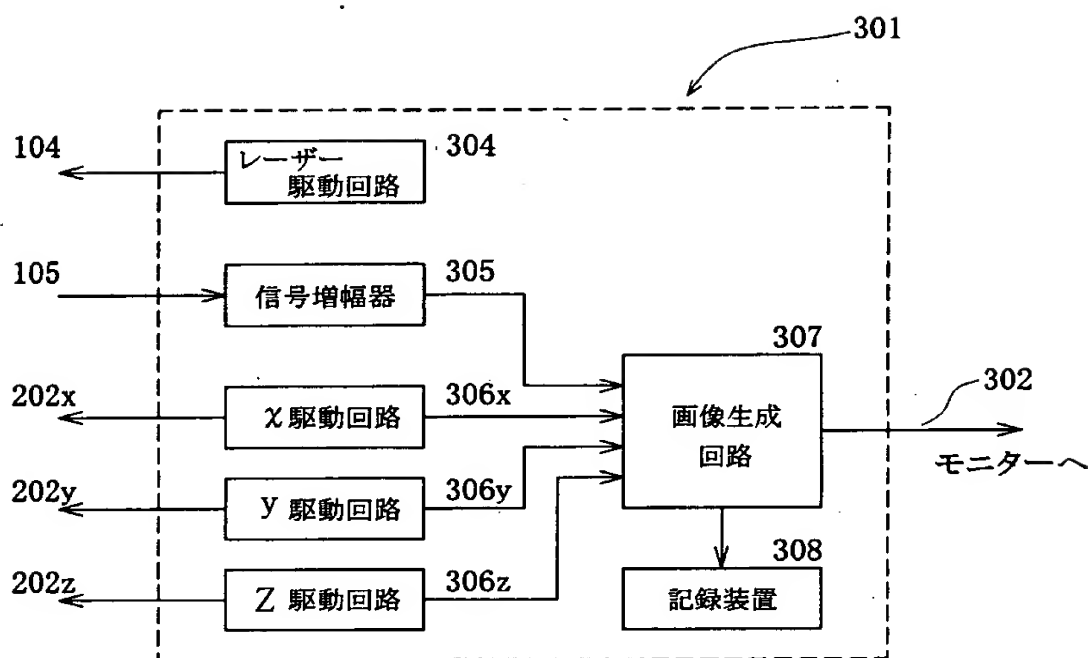 301
104
レーザー
駆動回路
304
105
信号増幅器
305
307
画像生成
回路
302
モニターへ
202x
χ駆動回路
306x
202y
y 駆動回路
306y
202z
Z 駆動回路
306z
308
記録装置